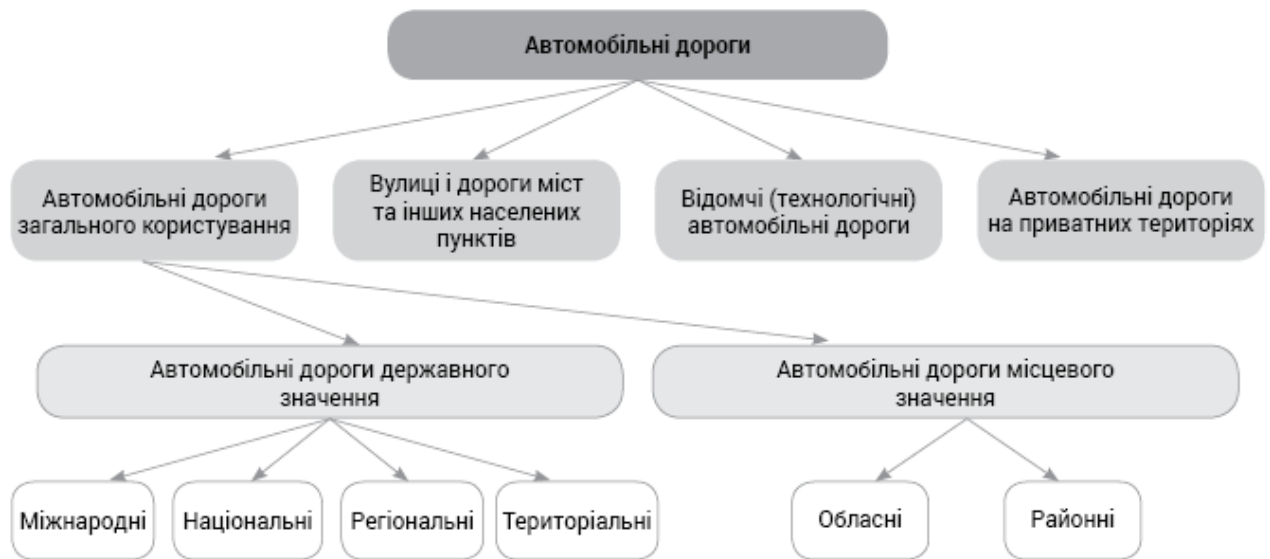 Автомобільні дороги
Автомобільні дороги
загального користування
Вулиці і дороги міст
та інших населених
пунктів
Відомчі (технологічні)
автомобільні дороги
Автомобільні дороги
на приватних територіях
Автомобільні дороги державного
значення
Автомобільні дороги місцевого
значення
Міжнародні
Національні
Регіональні
Територіальні
Обласні
Районні